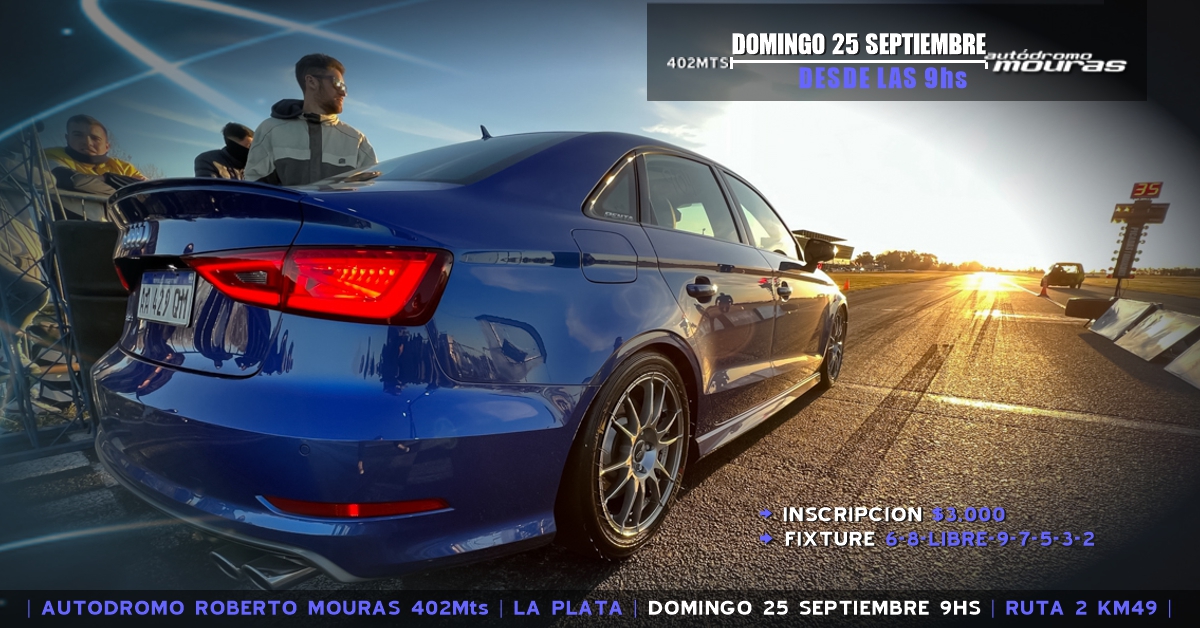 DOMINGO 25 SEPTIEMBRE
402MTS
autódromo
mouras
DESDE LAS 9hs
35
➔ INSCRIPCION $3.000
➔ FIXTURE 6-8-LIBRE-9-7-5-3-2
| AUTODROMO ROBERTO MOURAS 402Mts | LA PLATA | DOMINGO 25 SEPTIEMBRE 9HS | RUTA 2 KM49 |